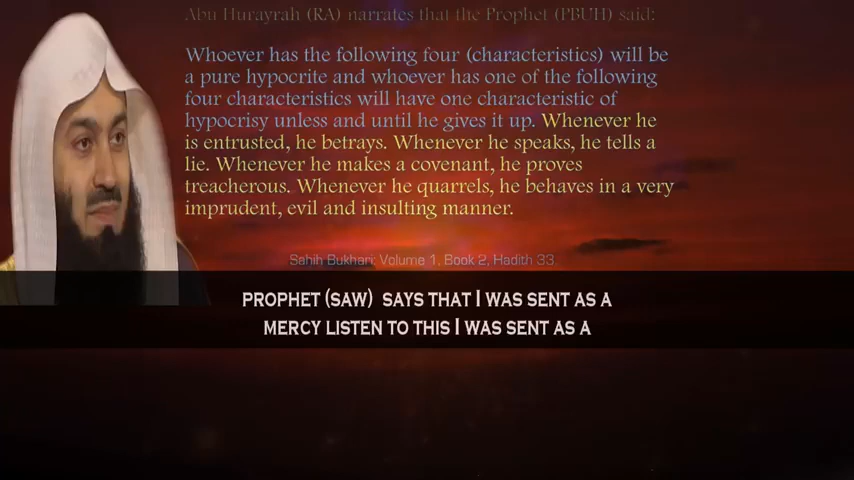 Abu Hurayrah (RA) narrates that the Prophet (PBUH) said:
Whoever has the following four (characteristics) will be
a pure hypocrite and whoever has one of the following
four characteristics will have one characteristic of
hypocrisy unless and until he gives it up. Whenever he
is entrusted, he betrays. Whenever he speaks, he tells a
lie. Whenever he makes a covenant, he proves
treacherous. Whenever he quarrels, he behaves in a very
imprudent, evil and insulting manner.
Sahih Bukhari: Volume 1, Book 2, Hadith 33.
PROPHET (SAW) SAYS THAT I WAS SENT AS A
MERCY LISTEN TO THIS I WAS SENT AS A